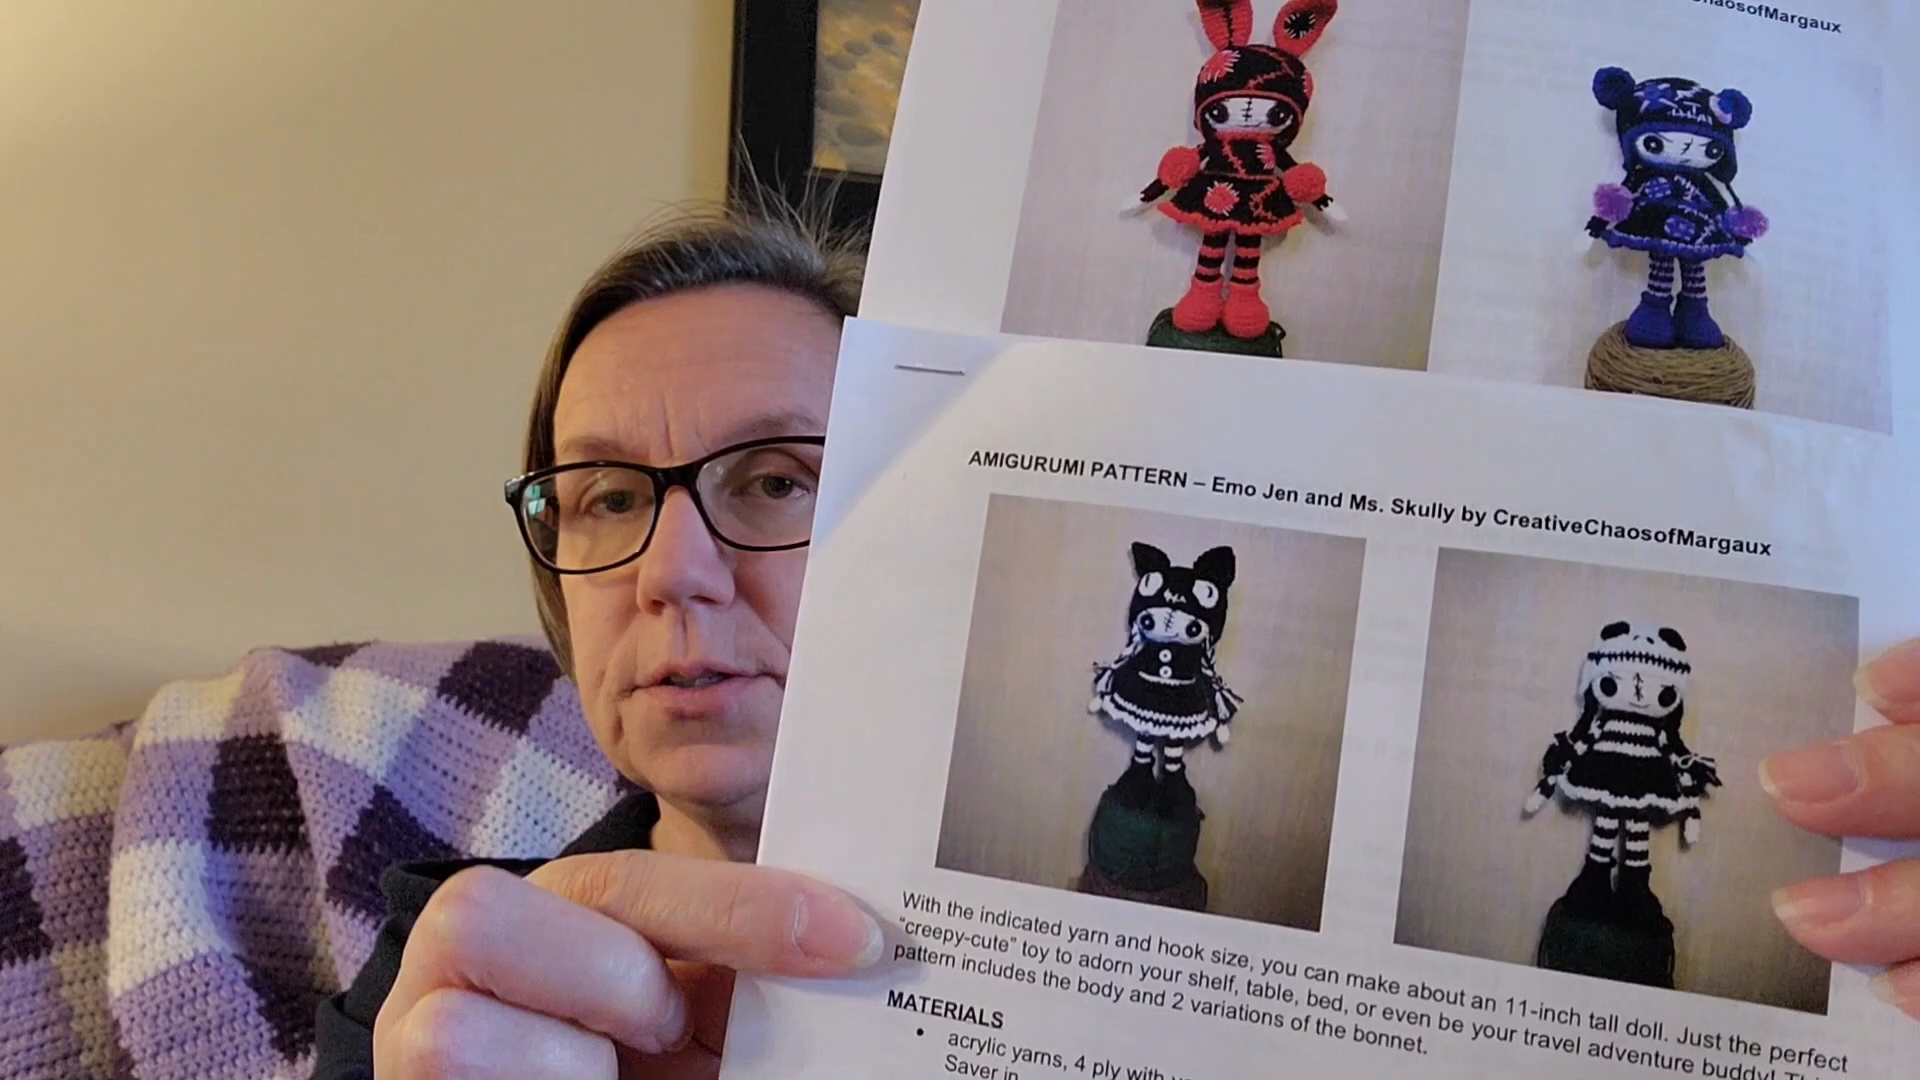 ChaosofMargaux
AMIGURUMI PATTERN – Emo Jen and Ms. Skully by CreativeChaosofMargaux
With the indicated yarn and hook size, you can make about an 11-inch tall doll. Just the perfect
“creepy-cute” toy to adorn your shelf, table, bed, or even be your travel adventure buddy!
pattern includes the body and 2 variations of the bonnet.
MATERIALS
• acrylic yarns, 4 ply with
Saver in